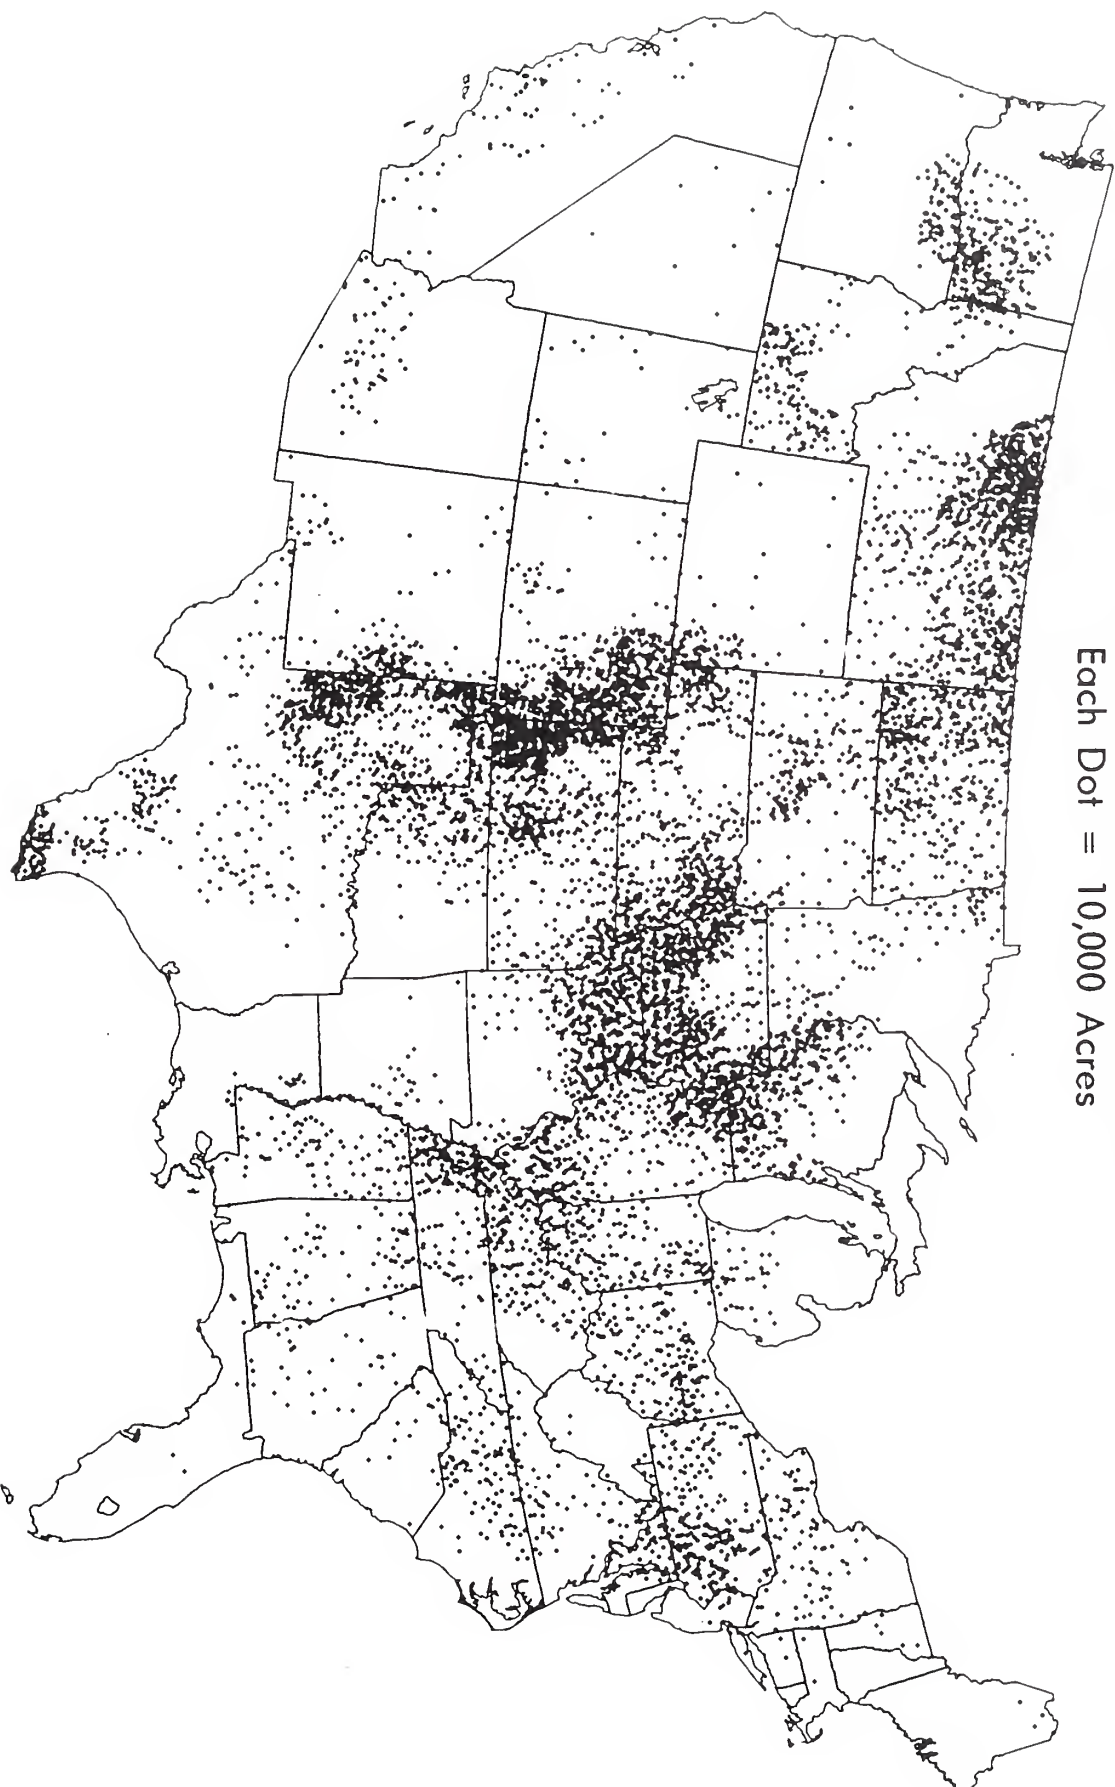 Each Dot = 10,000 Acres